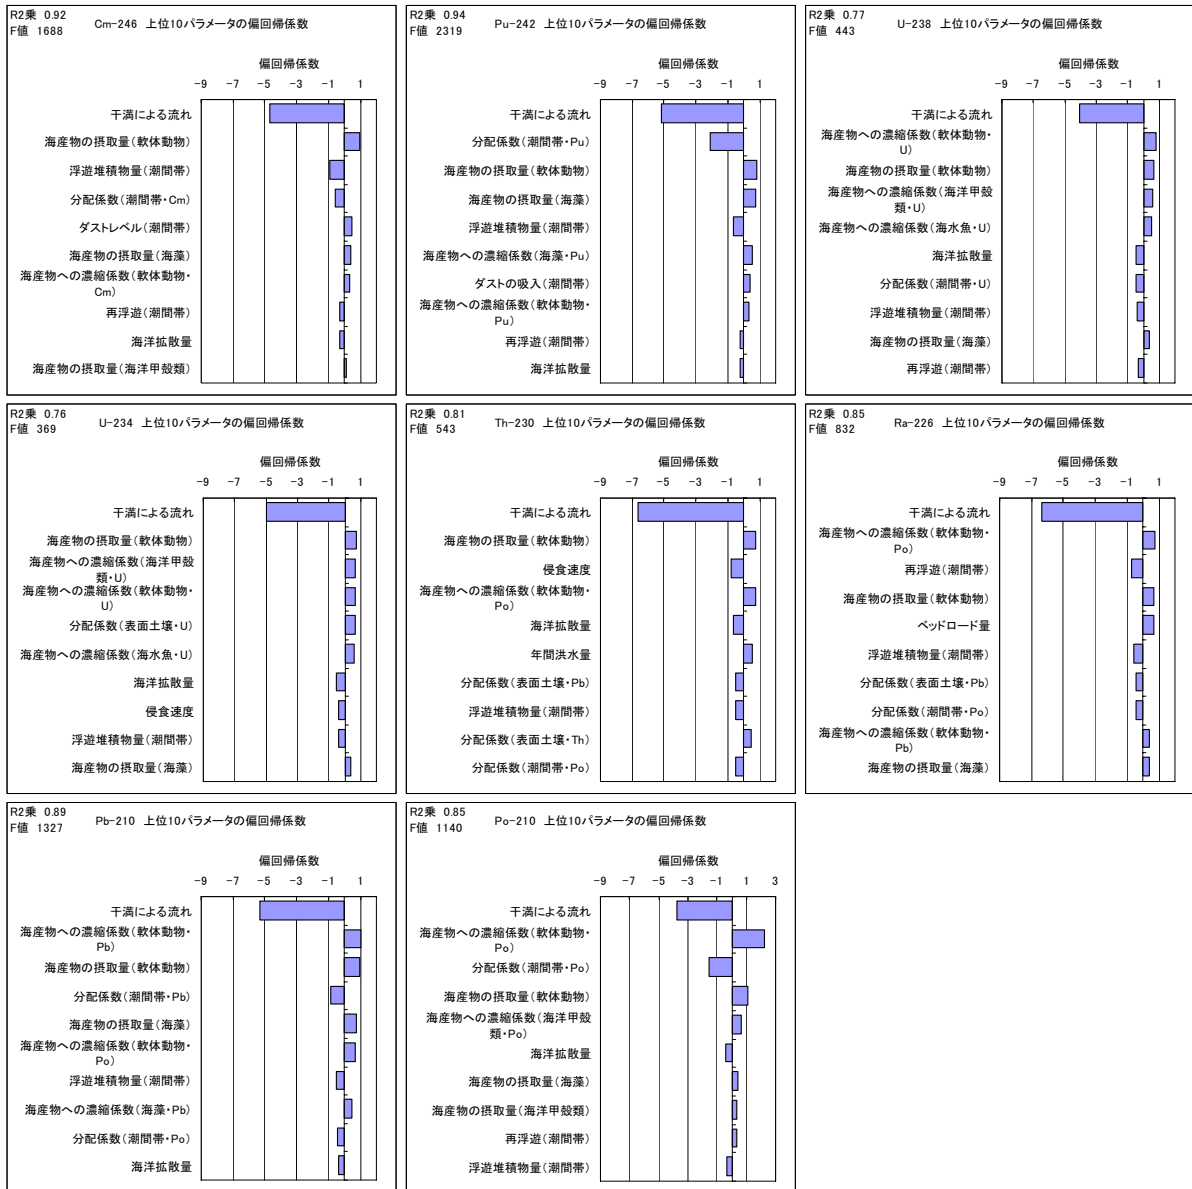 R2乗 0.92
F値 1688
Cm-246 上位10パラメータの偏回帰係数
偏回帰係数
-9 -7 -5 -3 -1 1
干満による流れ
海産物の摂取量(軟体動物)
浮遊堆積物量(潮間帯)
分配係数(潮間帯・Cm)
ダストレベル(潮間帯)
海産物の摂取量(海藻)
海産物への濃縮係数(軟体動物・
Cm)
再浮遊(潮間帯)
海洋拡散量
海産物の摂取量(海洋甲殻類)
R2乗 0.94
F値 2319
Pu-242 上位10パラメータの偏回帰係数
偏回帰係数
-9 -7 -5 -3 -1 1
干満による流れ
分配係数(潮間帯・Pu)
海産物の摂取量(軟体動物)
海産物の摂取量(海藻)
浮遊堆積物量(潮間帯)
海産物への濃縮係数(海藻・Pu)
ダストの吸入(潮間帯)
海産物への濃縮係数(軟体動物・
Pu)
再浮遊(潮間帯)
海洋拡散量
R2乗 0.77
F値 443
U-238 上位10パラメータの偏回帰係数
偏回帰係数
-9 -7 -5 -3 -1 1
干満による流れ
海産物への濃縮係数(軟体動物・
U)
海産物の摂取量(軟体動物)
海産物への濃縮係数(海洋甲殻
類・U)
海産物への濃縮係数(海水魚・U)
海洋拡散量
分配係数(潮間帯・U)
浮遊堆積物量(潮間帯)
海産物の摂取量(海藻)
再浮遊(潮間帯)
R2乗 0.76
F値 369
U-234 上位10パラメータの偏回帰係数
偏回帰係数
-9 -7 -5 -3 -1 1
干満による流れ
海産物の摂取量(軟体動物)
海産物への濃縮係数(海洋甲殻
類・U)
海産物への濃縮係数(軟体動物・
U)
分配係数(表面土壌・U)
海産物への濃縮係数(海水魚・U)
海洋拡散量
侵食速度
浮遊堆積物量(潮間帯)
海産物の摂取量(海藻)
R2乗 0.81
F値 543
Th-230 上位10パラメータの偏回帰係数
偏回帰係数
-9 -7 -5 -3 -1 1
干満による流れ
海産物の摂取量(軟体動物)
侵食速度
海産物への濃縮係数(軟体動物・
Po)
海洋拡散量
年間洪水量
分配係数(表面土壌・Pb)
浮遊堆積物量(潮間帯)
分配係数(表面土壌・Th)
分配係数(潮間帯・Po)
R2乗 0.85
F値 832
Ra-226 上位10パラメータの偏回帰係数
偏回帰係数
-9 -7 -5 -3 -1 1
干満による流れ
海産物への濃縮係数(軟体動物・
Po)
再浮遊(潮間帯)
海産物の摂取量(軟体動物)
ベッドロード量
浮遊堆積物量(潮間帯)
分配係数(表面土壌・Pb)
分配係数(潮間帯・Po)
海産物への濃縮係数(軟体動物・
Pb)
海産物の摂取量(海藻)
R2乗 0.89
F値 1327
Pb-210 上位10パラメータの偏回帰係数
偏回帰係数
-9 -7 -5 -3 -1 1
干満による流れ
海産物への濃縮係数(軟体動物・
Pb)
海産物の摂取量(軟体動物)
分配係数(潮間帯・Pb)
海産物の摂取量(海藻)
海産物への濃縮係数(軟体動物・
Po)
浮遊堆積物量(潮間帯)
海産物への濃縮係数(海藻・Pb)
分配係数(潮間帯・Po)
海洋拡散量
R2乗 0.85
F値 1140
Po-210 上位10パラメータの偏回帰係数
偏回帰係数
-9 -7 -5 -3 -1 1 3
干満による流れ
海産物への濃縮係数(軟体動物・
Po)
分配係数(潮間帯・Po)
海産物の摂取量(軟体動物)
海産物への濃縮係数(海洋甲殻
類・Po)
海洋拡散量
海産物の摂取量(海藻)
海産物の摂取量(海洋甲殻類)
再浮遊(潮間帯)
浮遊堆積物量(潮間帯)